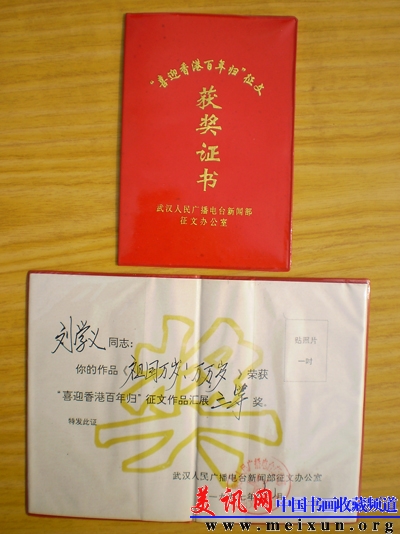 “喜迎香港百年归”征文
获奖证书
武汉人民广播电台新闻部
征文办公室
奖
刘学义同志：
贴照片
一吋
你的作品《祖国万岁！万万岁》荣获
“喜迎香港百年归”征文作品汇展二等奖。
特发此证
武汉人民广播电台新闻部征文办公室
美讯网 中国书画收藏频道
www.meixun.org